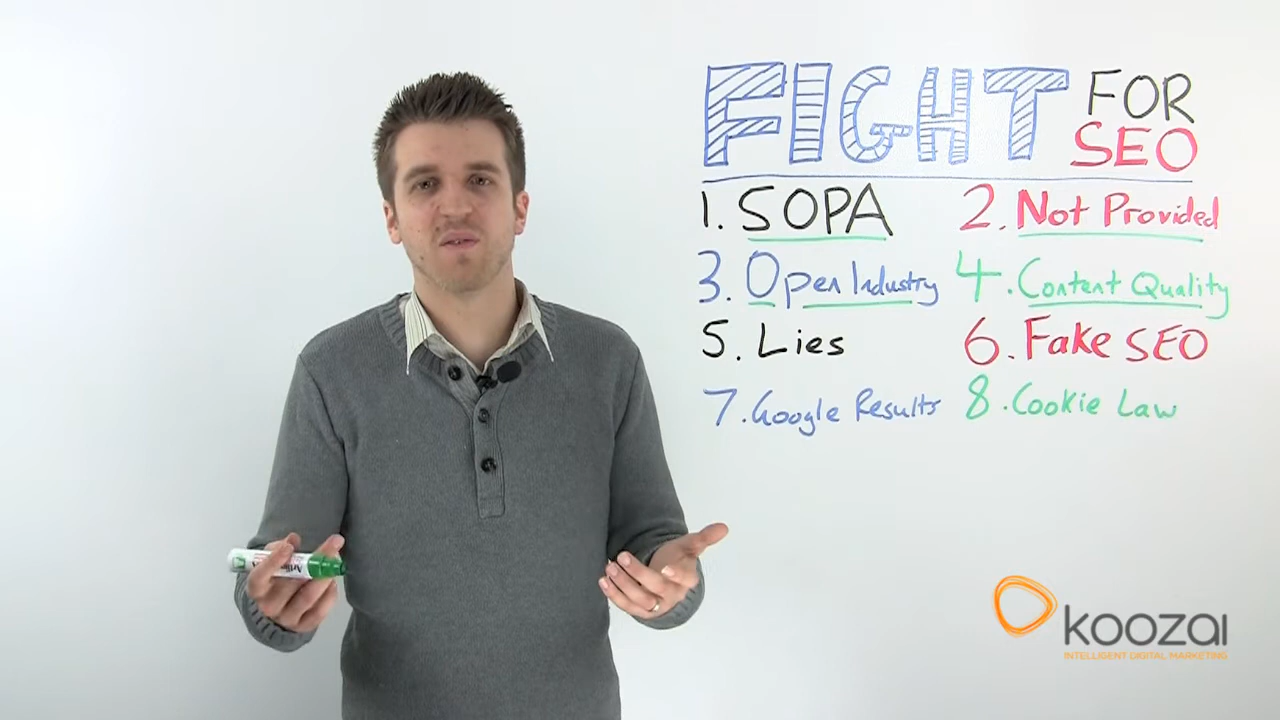 FIGHT FOR SEO
1. SOPA 2. Not Provided
3. Open Industry 4. Content Quality
5. Lies 6. Fake SEO
7. Google Results 8. Cookie Law
koozai
INTELLIGENT DIGITAL MARKETING